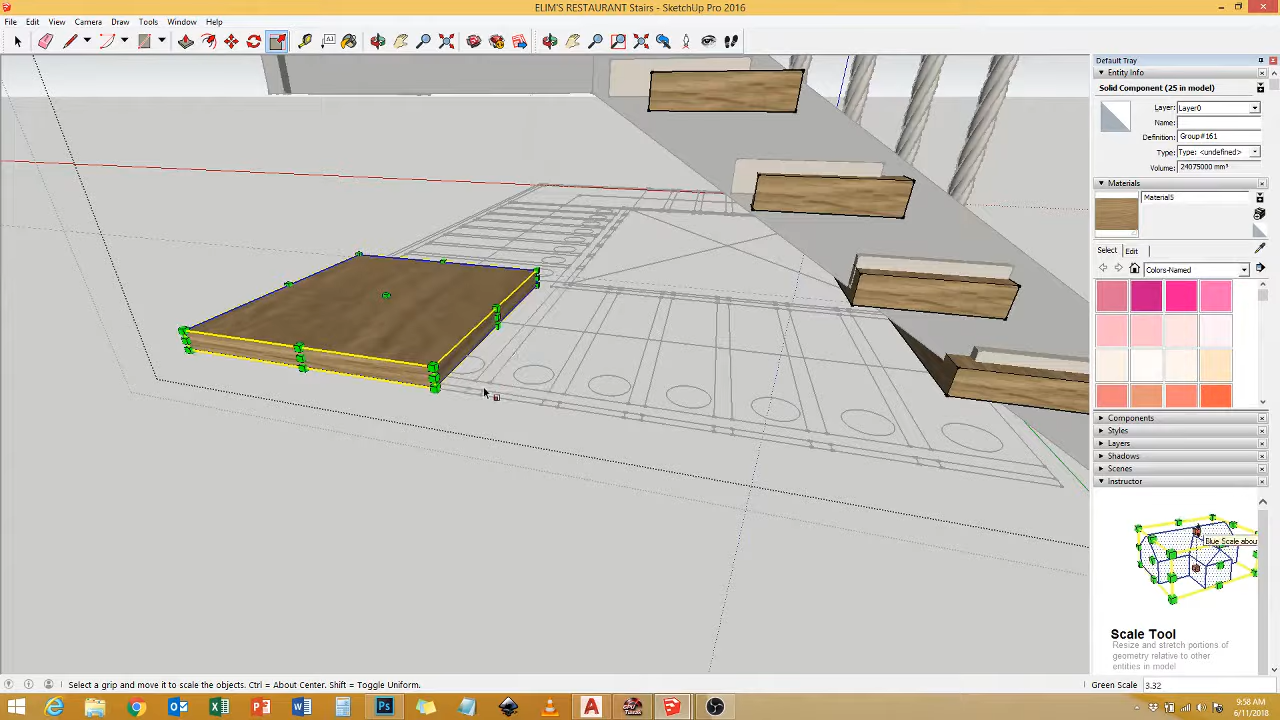 ELIM'S RESTAURANT Stairs - SketchUp Pro 2016
File Edit View Camera Draw Tools Window Help
Default Tray
Entity Info
Solid Component (25 in model)
Layer: Layer0
Name:
Definition: Group#161
Type: Type: <undefined>
Volume: 24075000 mm³
Materials
Material5
Select Edit
Colors-Named
Components
Styles
Layers
Shadows
Scenes
Instructor
Blue Scale abou
Scale Tool
Resize and stretch portions of
geometry relative to other
entities in model
Select a grip and move it to scale the objects. Ctrl = About Center. Shift = Toggle Uniform.
Green Scale 3.32
9:58 AM
6/11/2018